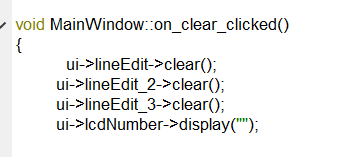 void MainWindow::on_clear_clicked()
{
ui->lineEdit->clear();
ui->lineEdit_2->clear();
ui->lineEdit_3->clear();
ui->lcdNumber->display("");